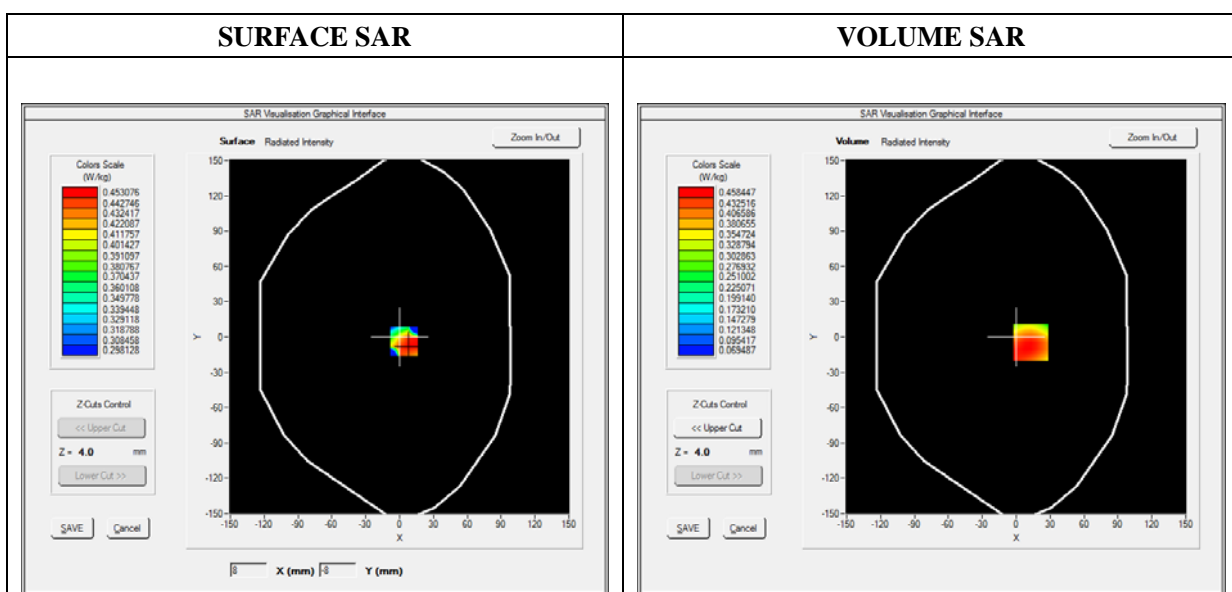 SURFACE SAR
VOLUME SAR
SAR Visualisation Graphical Interface
Surface Radiated Intensity
Zoom In/Out
Colors Scale
(W/kg)
0.453076
0.442746
0.432417
0.422087
0.411757
0.401427
0.391097
0.380767
0.370437
0.360108
0.349778
0.339448
0.329118
0.318788
0.308458
0.298128
150
120
90
60
30
0
-30
-60
-90
-120
-150
Y
-150 -120 -90 -60 -30 0 30 60 90 120 150
X
Z-Cuts Control
<< Upper Cut
Z = 4.0 mm
Lower Cut >>
SAVE Cancel
8 X (mm) -8 Y (mm)
SAR Visualisation Graphical Interface
Volume Radiated Intensity
Zoom In/Out
Colors Scale
(W/kg)
0.458447
0.432516
0.406586
0.380655
0.354724
0.328794
0.302863
0.276932
0.251002
0.225071
0.199140
0.173210
0.147279
0.121348
0.095417
0.069487
150
120
90
60
30
0
-30
-60
-90
-120
-150
Y
-150 -120 -90 -60 -30 0 30 60 90 120 150
X
Z-Cuts Control
<< Upper Cut
Z = 4.0 mm
Lower Cut >>
SAVE Cancel